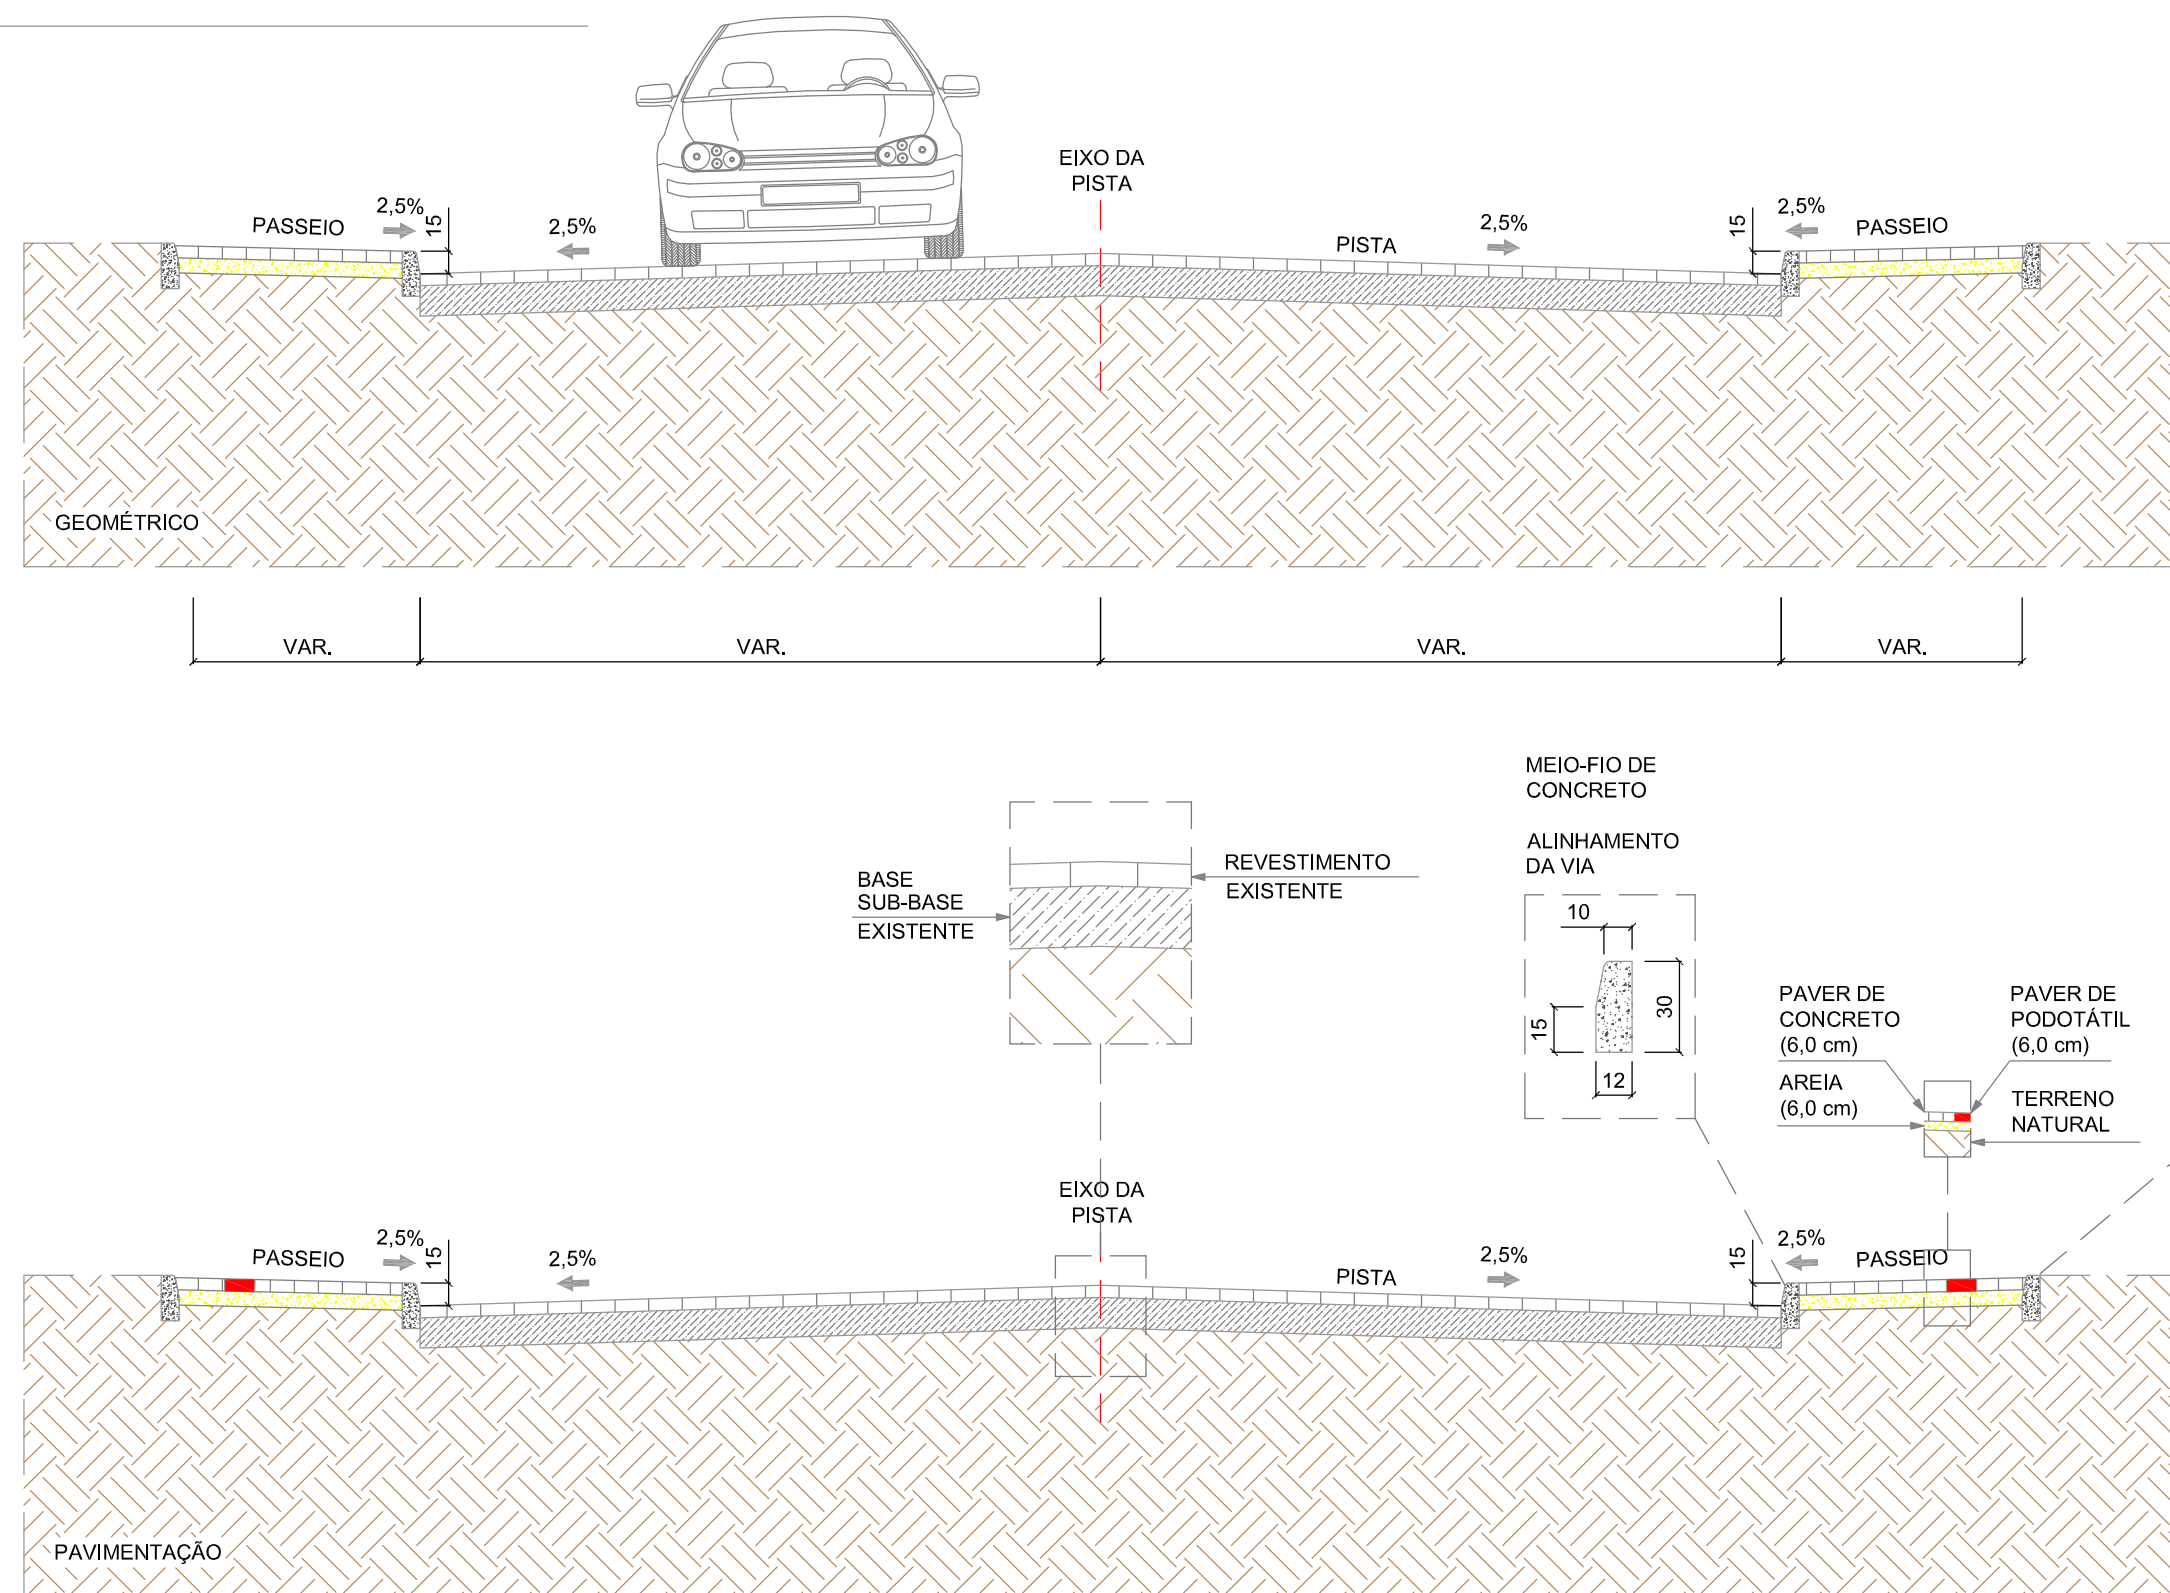 EIXO DA
PISTA
PASSEIO
2,5%
15
2,5%
PISTA
2,5%
15
2,5%
PASSEIO
GEOMÉTRICO
VAR.
VAR.
VAR.
VAR.
MEIO-FIO DE
CONCRETO
ALINHAMENTO
DA VIA
BASE
SUB-BASE
EXISTENTE
REVESTIMENTO
EXISTENTE
10
15
30
12
PAVER DE
CONCRETO
(6,0 cm)
AREIA
(6,0 cm)
PAVER DE
PODOTÁTIL
(6,0 cm)
TERRENO
NATURAL
EIXO DA
PISTA
PASSEIO
2,5%
15
2,5%
PISTA
2,5%
15
2,5%
PASSEIO
PAVIMENTAÇÃO